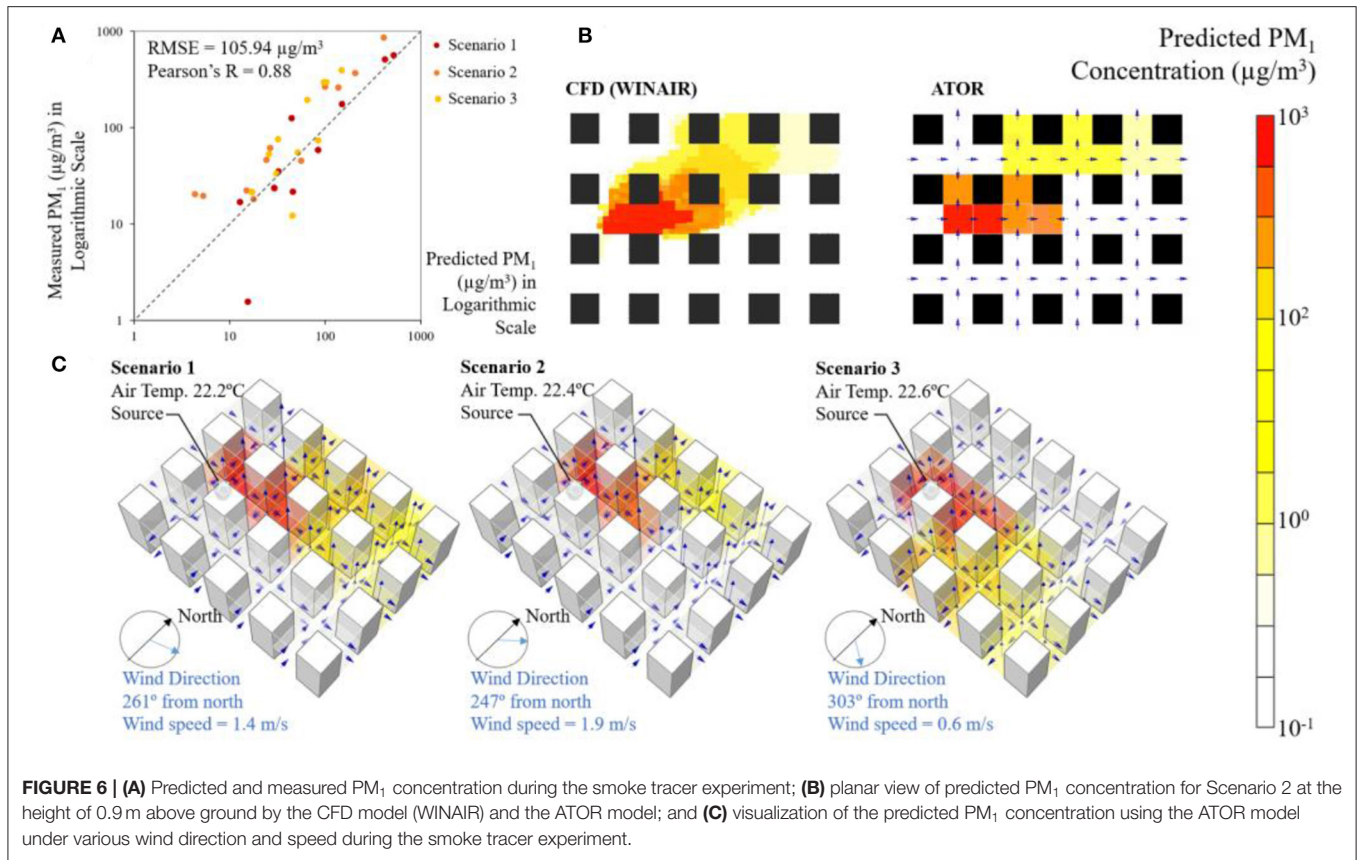 A
1000
RMSE = 105.94 µg/m³
Pearson's R = 0.88
100
10
1
1
10
100
1000
Measured PM₁ (µg/m³) in
Logarithmic Scale
Predicted PM₁
(µg/m³) in
Logarithmic
Scale
Scenario 1
Scenario 2
Scenario 3
B
CFD (WINAIR)
ATOR
Predicted PM₁
Concentration (µg/m³)
10³
10²
10⁰
10⁻¹
C
Scenario 1
Air Temp. 22.2ºC
Source
North
Wind Direction
261º from north
Wind speed = 1.4 m/s
Scenario 2
Air Temp. 22.4ºC
Source
North
Wind Direction
247º from north
Wind speed = 1.9 m/s
Scenario 3
Air Temp. 22.6ºC
Source
North
Wind Direction
303º from north
Wind speed = 0.6 m/s
FIGURE 6 | (A) Predicted and measured PM₁ concentration during the smoke tracer experiment; (B) planar view of predicted PM₁ concentration for Scenario 2 at the
height of 0.9 m above ground by the CFD model (WINAIR) and the ATOR model; and (C) visualization of the predicted PM₁ concentration using the ATOR model
under various wind direction and speed during the smoke tracer experiment.